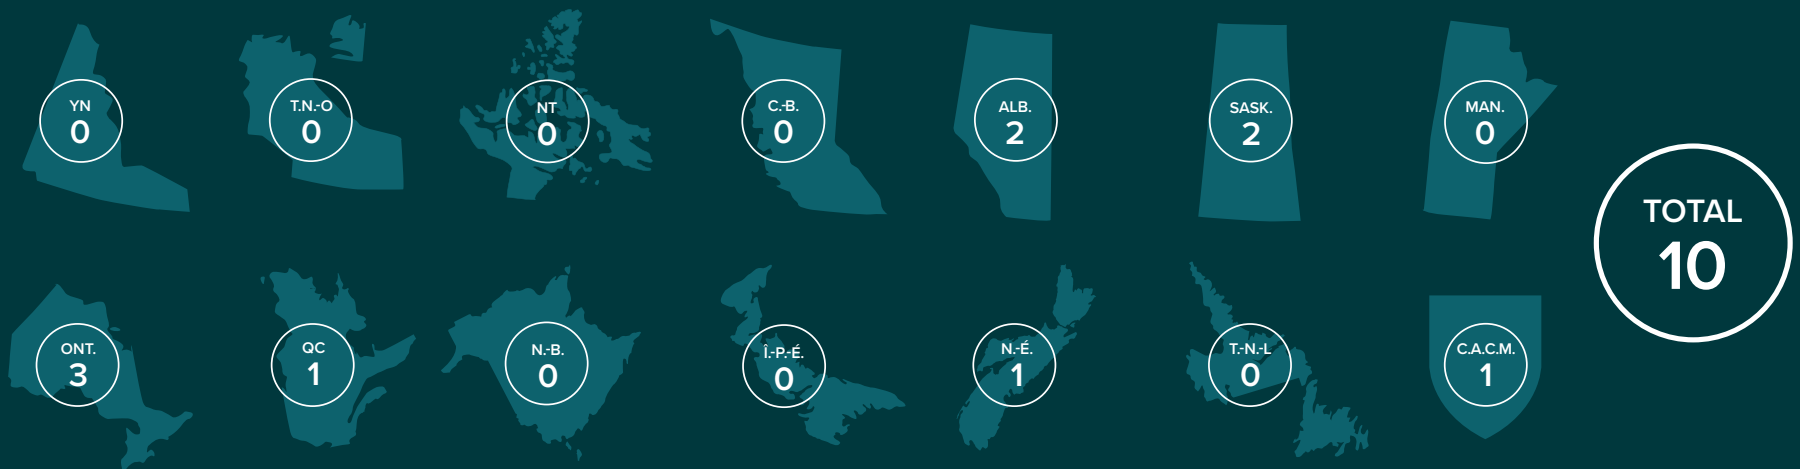 YN
0
T.N.-O
0
NT
0
C.-B.
0
ALB.
2
SASK.
2
MAN.
0
ONT.
3
QC
1
N.-B.
0
Î.-P.-É.
0
N.-É.
1
T.-N.-L
0
C.A.C.M.
1
TOTAL
10